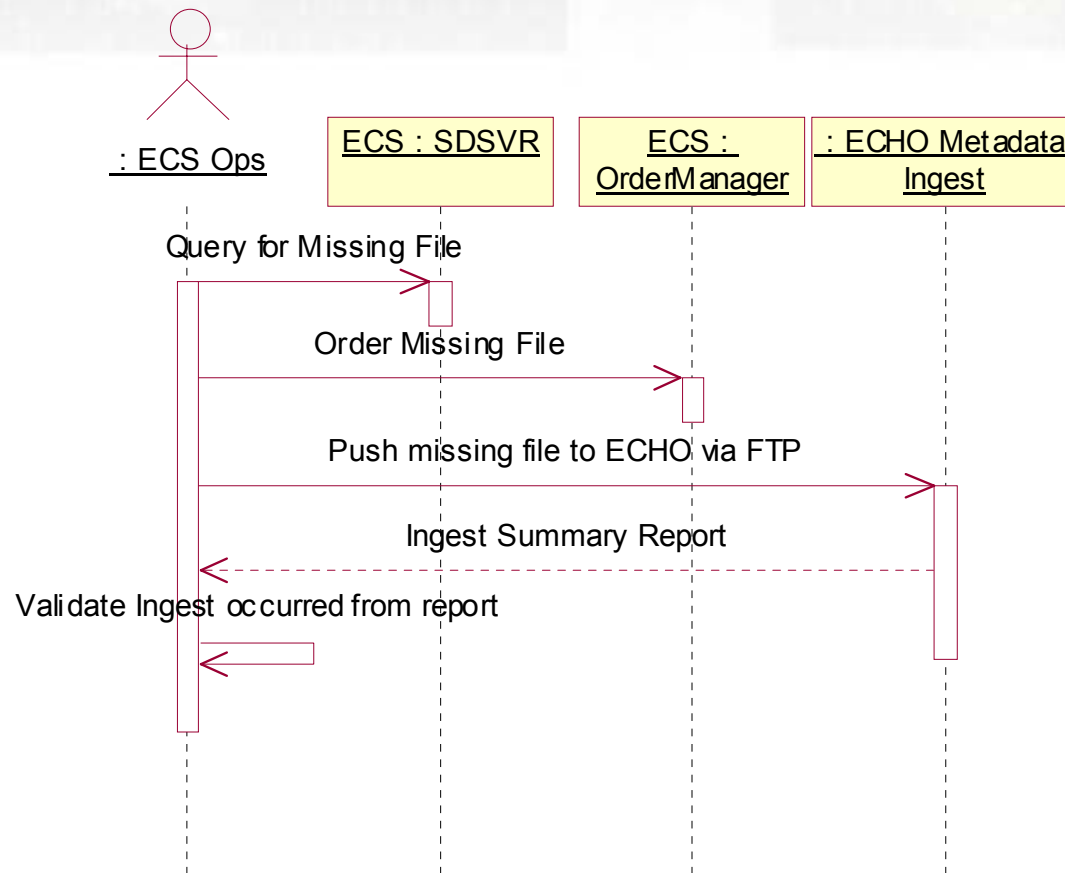 : ECS Ops
ECS : SDSVR
ECS :
OrderManager
: ECHO Metadata
Ingest
Query for Missing File
Order Missing File
Push missing file to ECHO via FTP
Ingest Summary Report
Validate Ingest occurred from report